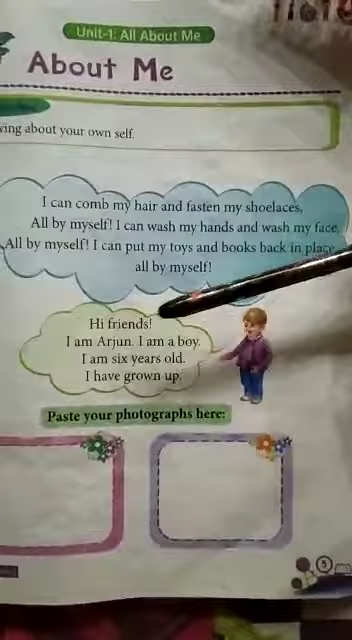 Unit-1: All About Me
About Me
ving about your own self.
I can comb my hair and fasten my shoelaces,
All by myself! I can wash my hands and wash my face,
All by myself! I can put my toys and books back in place,
all by myself!
Hi friends!
I am Arjun. I am a boy.
I am six years old.
I have grown up.
Paste your photographs here:
5